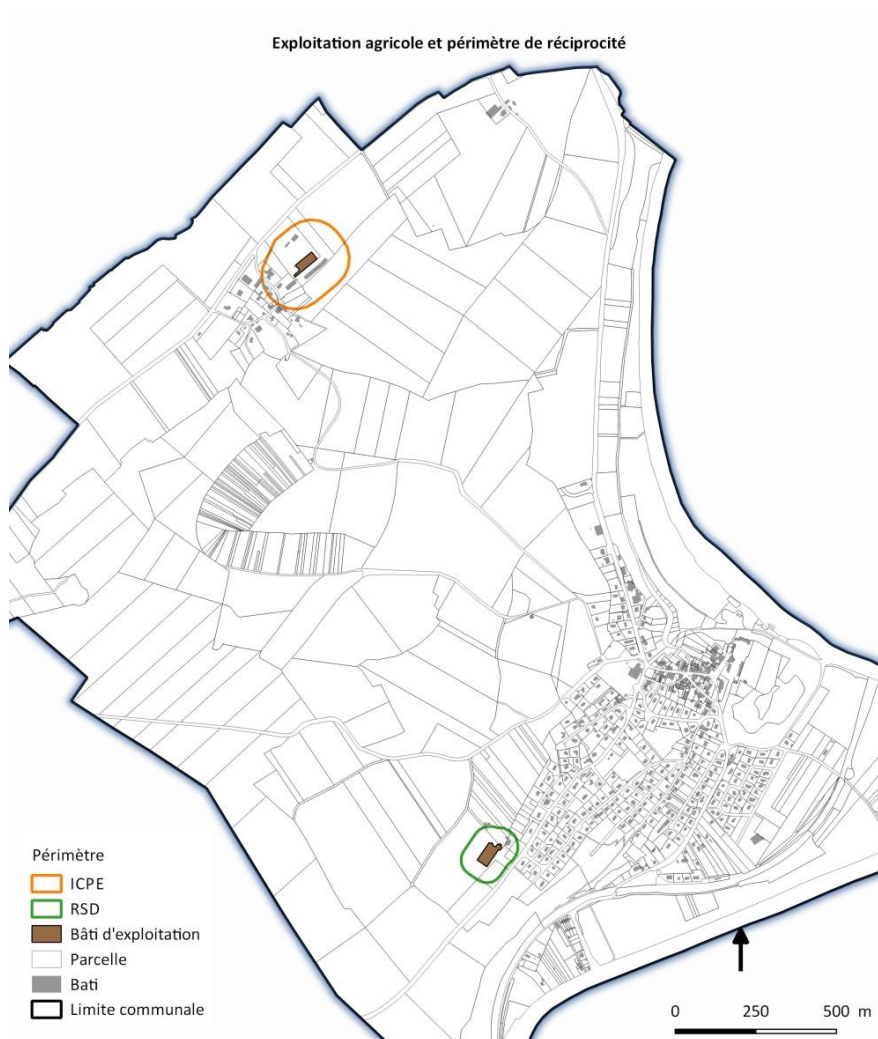 Exploitation agricole et périmètre de réciprocité
Périmètre
ICPE
RSD
Bâti d'exploitation
Parcelle
Bati
Limite communale
0 250 500 m